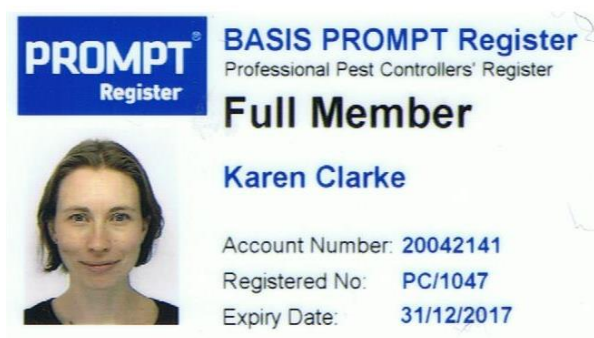 PROMPT®
Register
BASIS PROMPT Register
Professional Pest Controllers' Register
Full Member
Karen Clarke
Account Number: 20042141
Registered No: PC/1047
Expiry Date: 31/12/2017